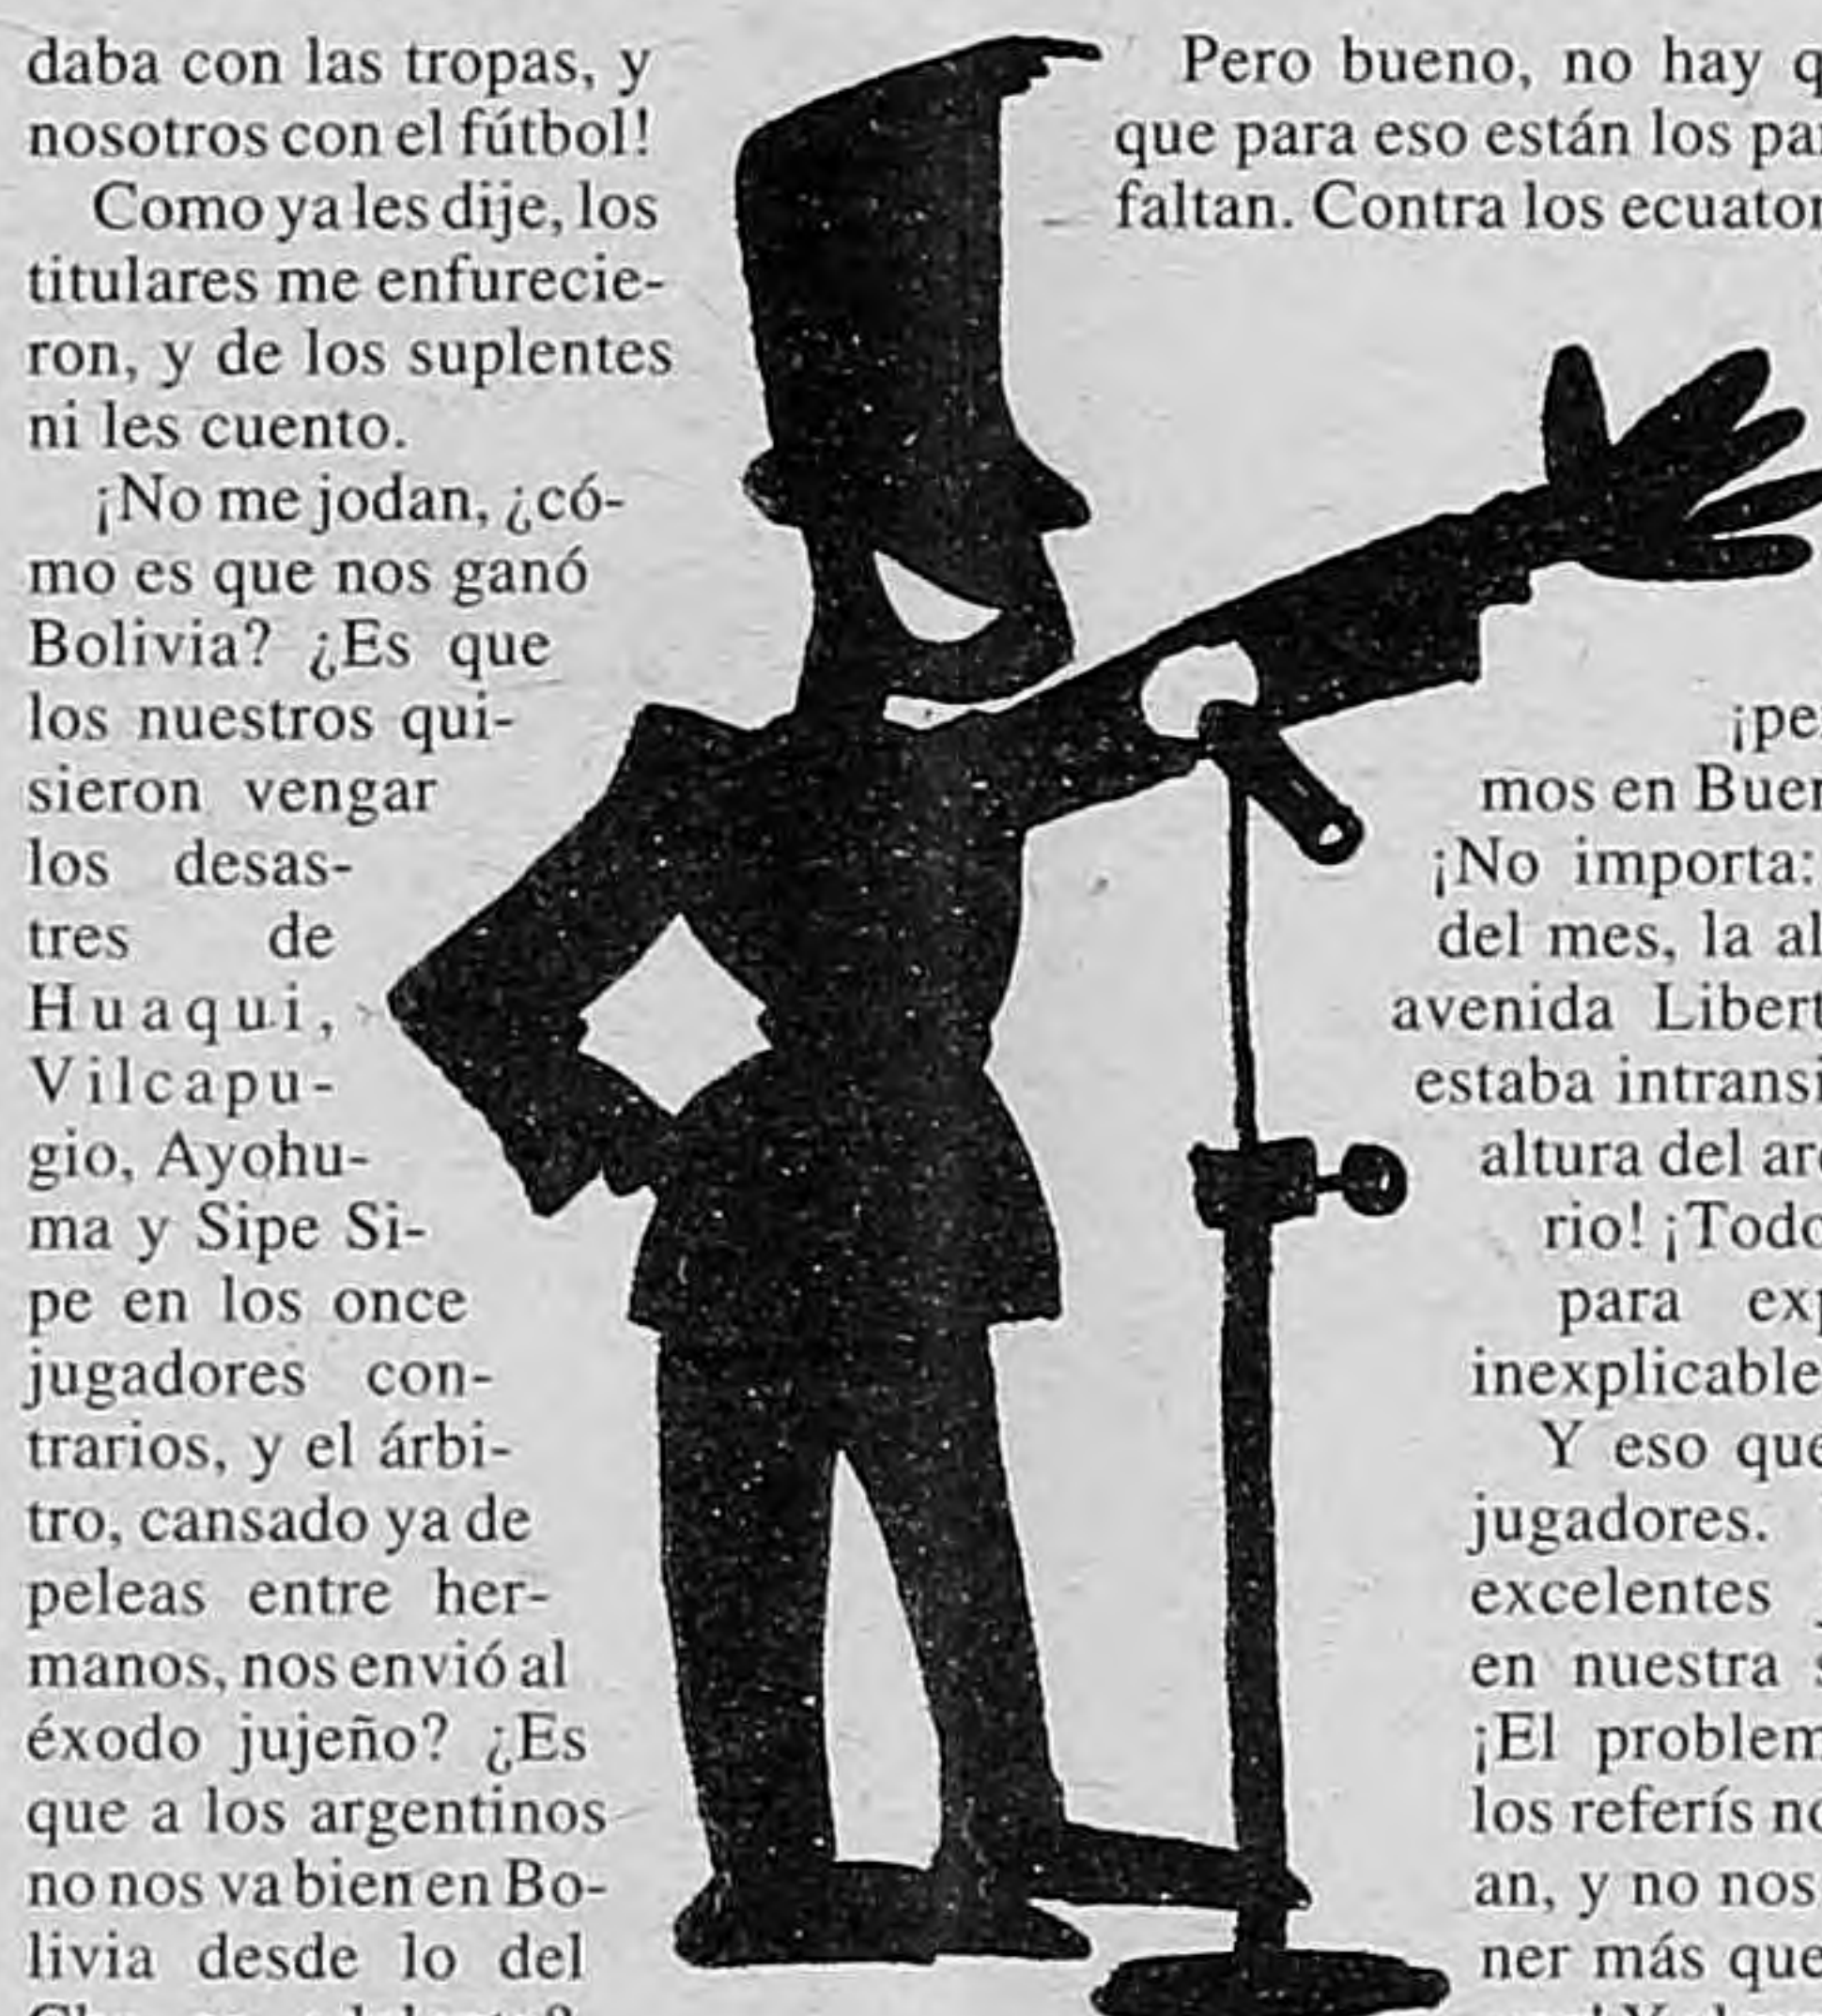 daba con las tropas, y
nosotros con el fútbol!
Como ya les dije, los
titulares me enfurecie-
ron, y de los suplentes
ni les cuento.
¡No me jodan, ¿có-
mo es que nos ganó
Bolivia? ¿Es que
los nuestros qui-
sieron vengar
los desas-
tres de
Huaqui,
Vilcapu-
gio, Ayohu-
ma y Sipe Si-
pe en los once
jugadores con-
trarios, y el árbi-
tro, cansado ya de
peleas entre her-
manos, nos envió al
éxodo jujeño? ¿Es
que a los argentinos
no nos va bien en Bo-
livia desde lo del
Pero bueno, no hay
que para eso están los
faltan. Contra los
mos en
¡No importa:
del mes, la
avenida
estaba
altura del
rio!
para
inexplicable
Y eso que
jugadores.
excelentes
en nuestra
¡El
los referís
an, y no nos
ner más que